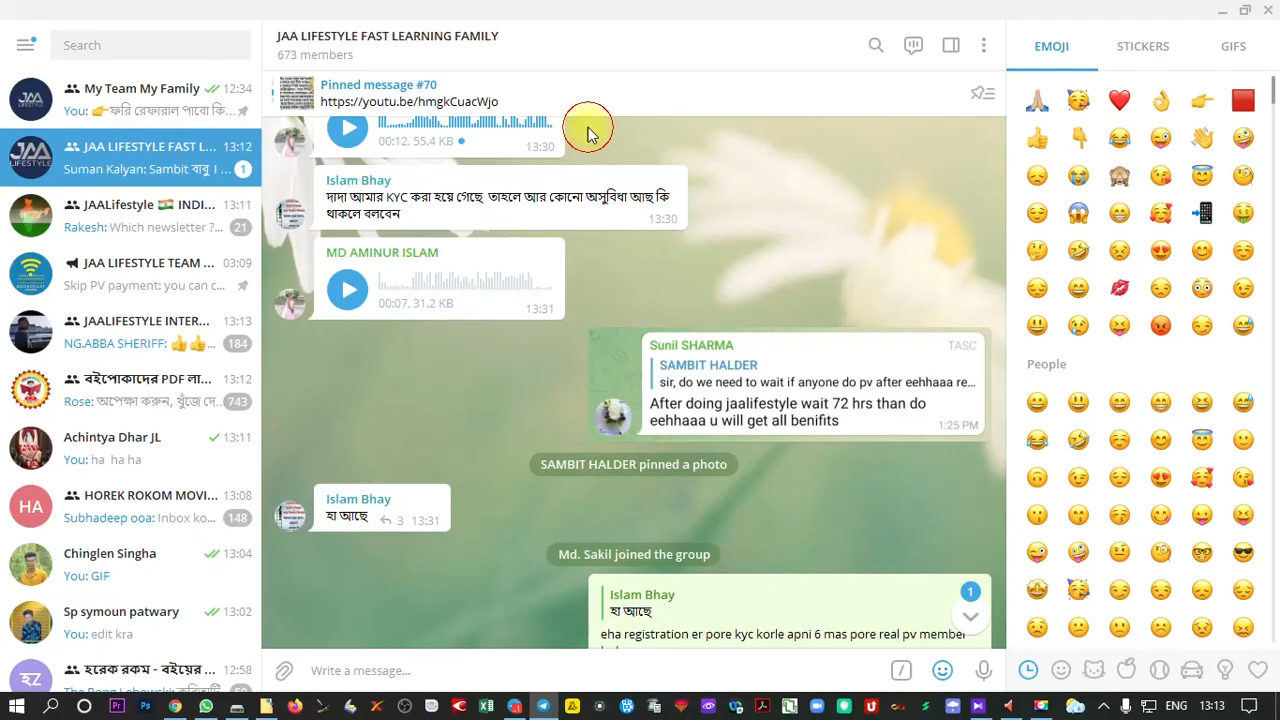 Search
My Team My Family 12:34
You: 👉ফরি রেফারাল পাবো কি...
JAA LIFESTYLE FAST L... 13:12
Suman Kalyan: Sambit বাবু । ... 1
JAALifestyle 🇮🇳 INDI... 13:11
Rakesh: Which newsletter ?... 21
JAA LIFESTYLE TEAM ... 03:09
Skip PV payment: you can c...
JAALIFESTYLE INTER... 13:13
NG.ABBA SHERIFF: 👍👍... 184
বইপোকাদের PDF লা... 13:12
Rose: অপেক্ষা করুন, খুঁজে দে... 743
Achintya Dhar JL 13:11
You: ha ha ha
HA
HOREK ROKOM MOVI... 13:08
Subhadeep ooa: Inbox ko... 148
Chinglen Singha 13:04
You: GIF
Sp symoun patwary 13:02
You: edit kra
হর
হরেক রকম - বইয়ের... 12:58
JAA LIFESTYLE FAST LEARNING FAMILY
673 members
Pinned message #70
00:12, 55.4 KB 13:30
Islam Bhay
দাদা আমার KYC করা হয়ে গেছে তাহলে আর কোনো অসুবিধা আছ কি
থাকলে বলবেন
13:30
MD AMINUR ISLAM
00:07, 31.2 KB 13:31
Sunil SHARMA TASC
SAMBIT HALDER
sir, do we need to wait if anyone do pv after eehhaaa re...
After doing jaalifestyle wait 72 hrs than do
eehhaaa u will get all benifits 1:25 PM
SAMBIT HALDER pinned a photo
Islam Bhay
হা আছে 3 13:31
Md. Sakil joined the group
Islam Bhay
হা আছে
1
eha registration er pore kyc korle apni 6 mas pore real pv member
Write a message...
EMOJI STICKERS GIFS
People
ENG 13:13